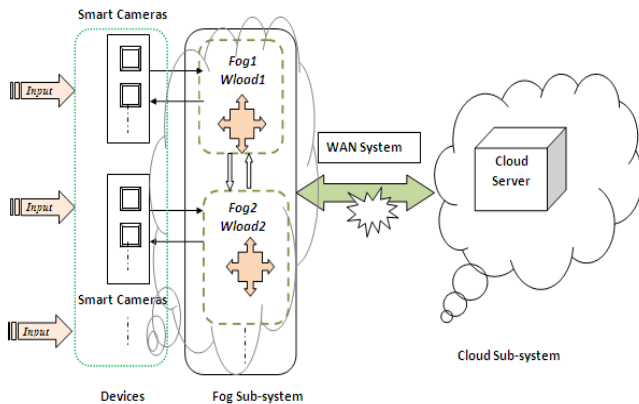 Smart Cameras
Input
Fog1
Wload1
WAN System
Cloud
Server
Input
Fog2
Wload2
Smart Cameras
Input
Cloud Sub-system
Devices
Fog Sub-system